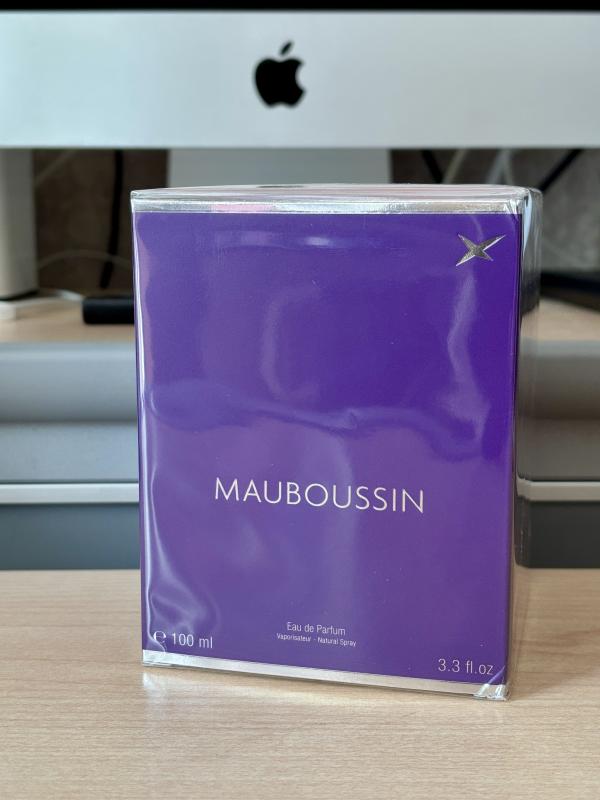 MAUBOUSSIN
Eau de Parfum
Vaporisateur - Natural Spray
℮ 100 ml
3.3 fl.oz